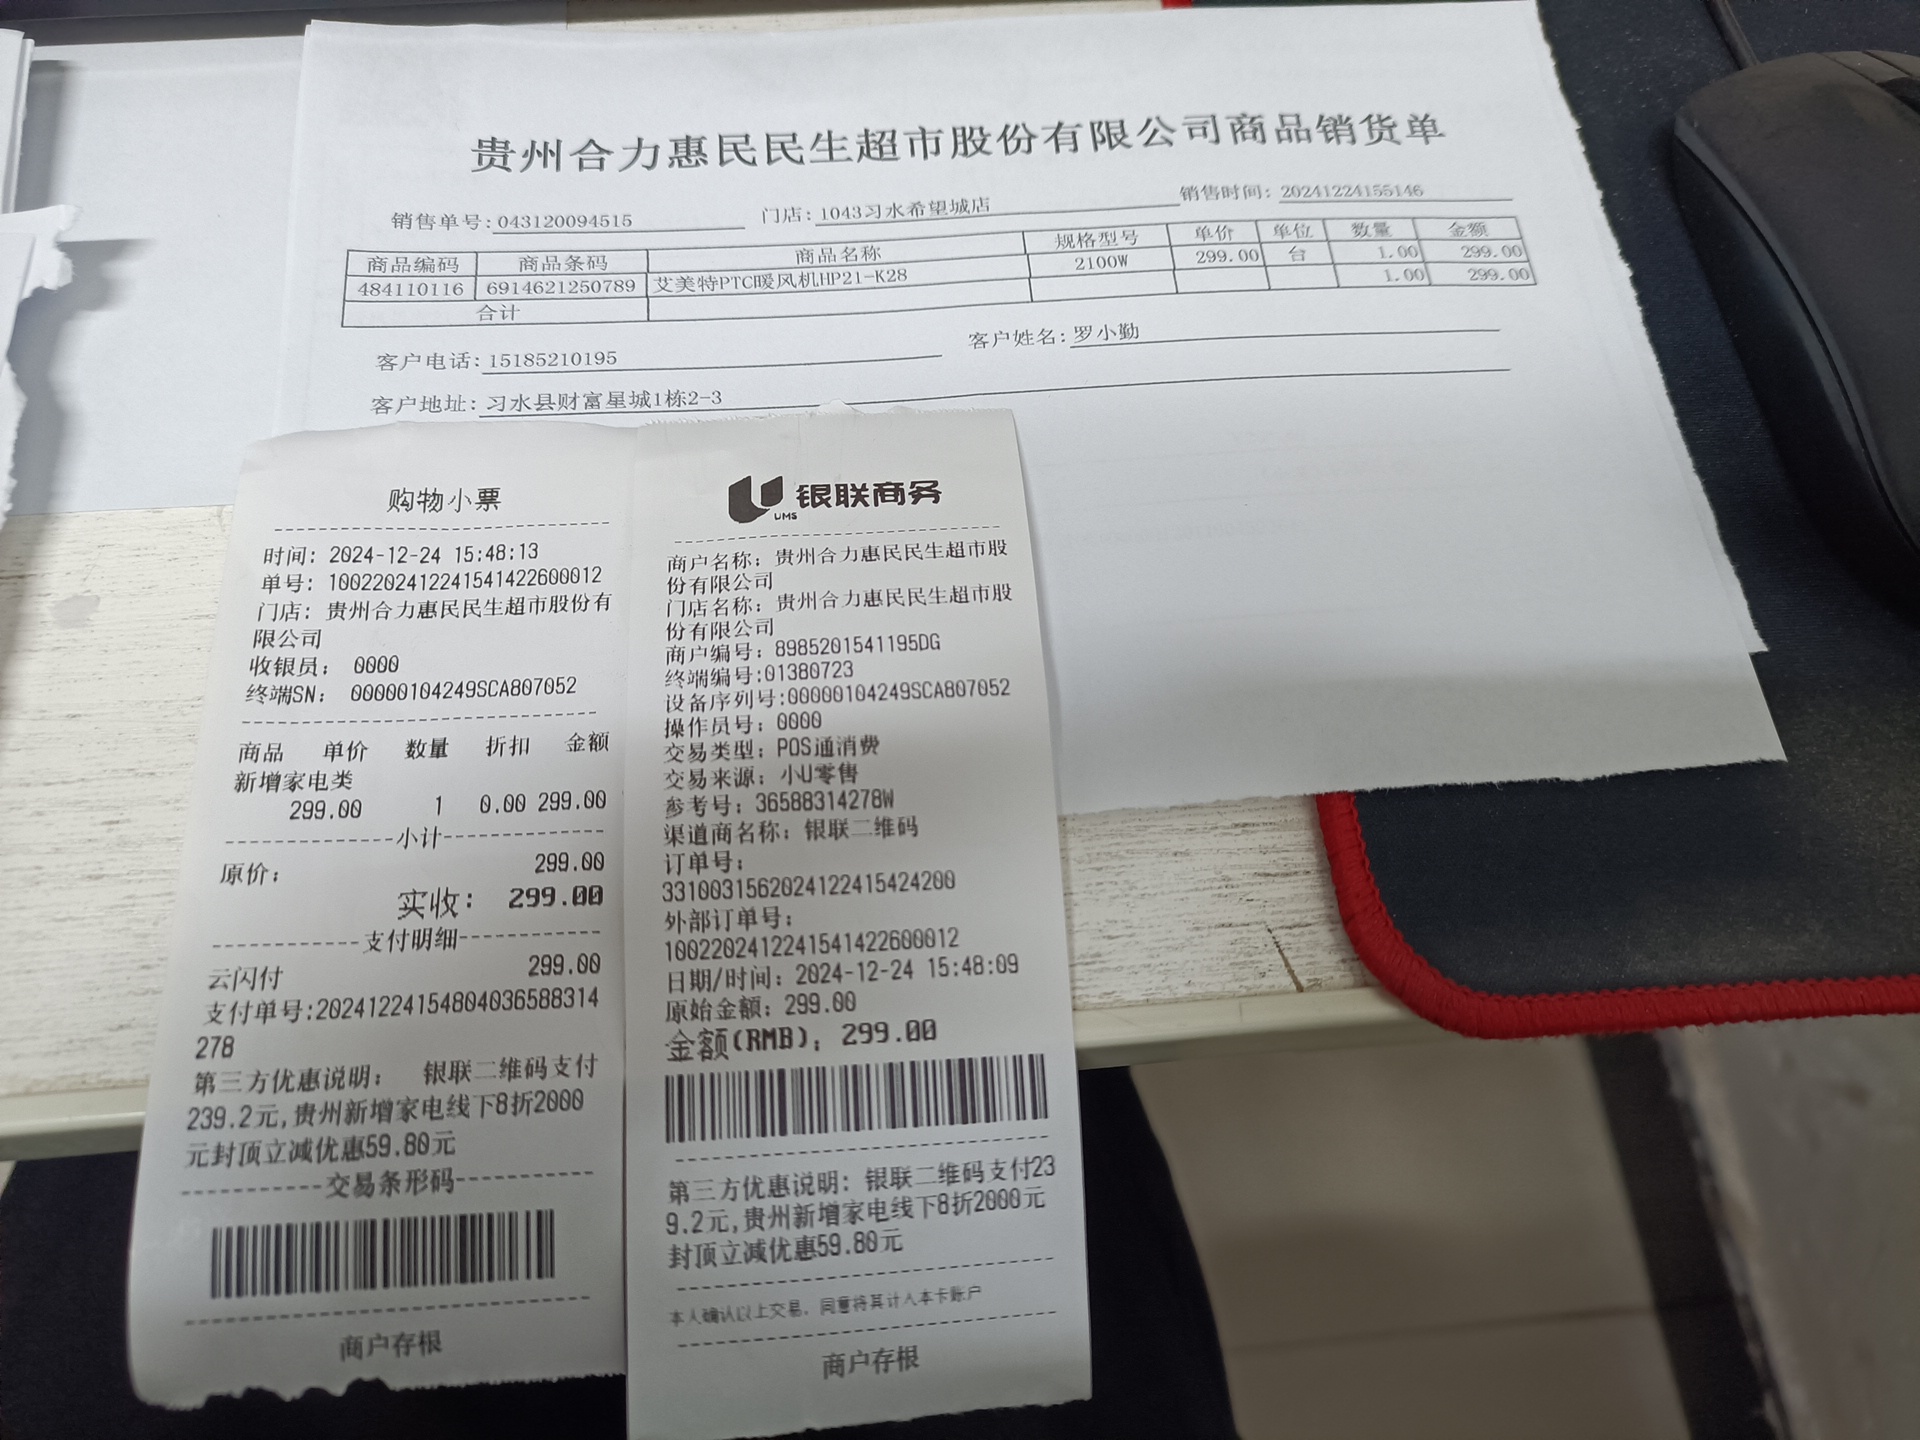 贵州合力惠民民生超市股份有限公司商品销货单
销售单号: 043120094515 门店: 1043习水希望城店 销售时间: 20241224155146
商品编码 商品条码 商品名称 规格型号 单价 单位 数量 金额
484110116 6914621250789 艾美特PTC暖风机HP21-K28 2100W 299.00 台 1.00 299.00
合计 1.00 299.00
客户电话: 15185210195 客户姓名: 罗小勤
客户地址: 习水县财富星城1栋2-3
购物小票
时间: 2024-12-24 15:48:13
单号: 10022024122415414226000​12
门店: 贵州合力惠民民生超市股份有
限公司
收银员: 0000
终端SN: 00000104249SCA807052
商品 单价 数量 折扣 金额
新增家电类
299.00 1 0.00 299.00
小计
原价: 299.00
实收: 299.00
支付明细
云闪付 299.00
支付单号:20241224154804036588314
278
第三方优惠说明: 银联二维码支付
239.2元,贵州新增家电线下8折2000
元封顶立减优惠59.80元
交易条形码
商户存根
UMS 银联商务
商户名称: 贵州合力惠民民生超市股
份有限公司
门店名称: 贵州合力惠民民生超市股
份有限公司
商户编号: 8985201541195DG
终端编号:01380723
设备序列号:00000104249SCA807052
操作员号: 0000
交易类型: POS通消费
交易来源: 小U零售
参考号: 36588314278W
渠道商名称: 银联二维码
订单号:
33100315620241224154​24200
外部订单号:
1002202412241541422600012
日期/时间: 2024-12-24 15:48:09
原始金额: 299.00
金额(RMB): 299.00
第三方优惠说明: 银联二维码支付23
9.2元,贵州新增家电线下8折2000元
封顶立减优惠59.80元
本人确认以上交易, 同意将其计入本卡账户
商户存根